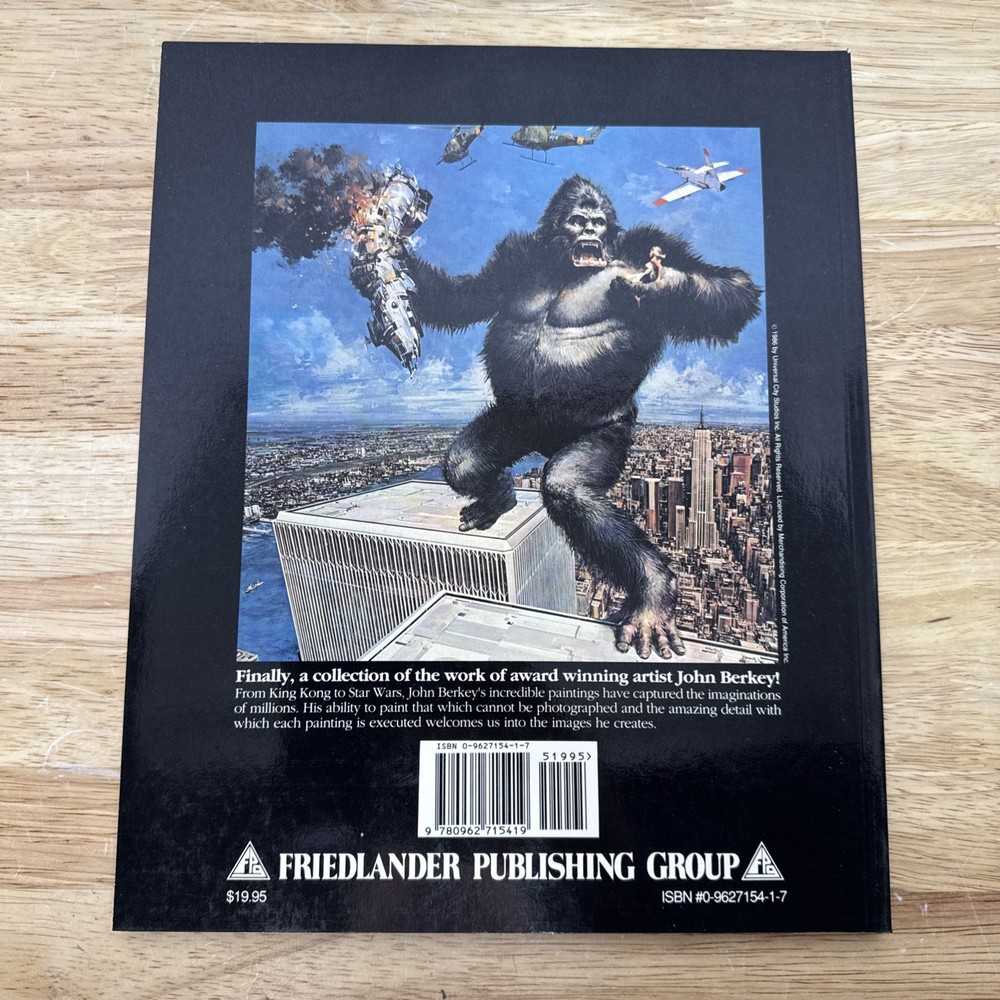 © 1986 by Universal City Studios Inc. All Rights Reserved. Licenced by Merchandising Corporation of America Inc.
Finally, a collection of the work of award winning artist John Berkey!
From King Kong to Star Wars, John Berkey's incredible paintings have captured the imaginations
of millions. His ability to paint that which cannot be photographed and the amazing detail with
which each painting is executed welcomes us into the images he creates.
ISBN 0-9627154-1-7
51995>
9 780962 715419
FPG FRIEDLANDER PUBLISHING GROUP FPG
$19.95
ISBN #0-9627154-1-7